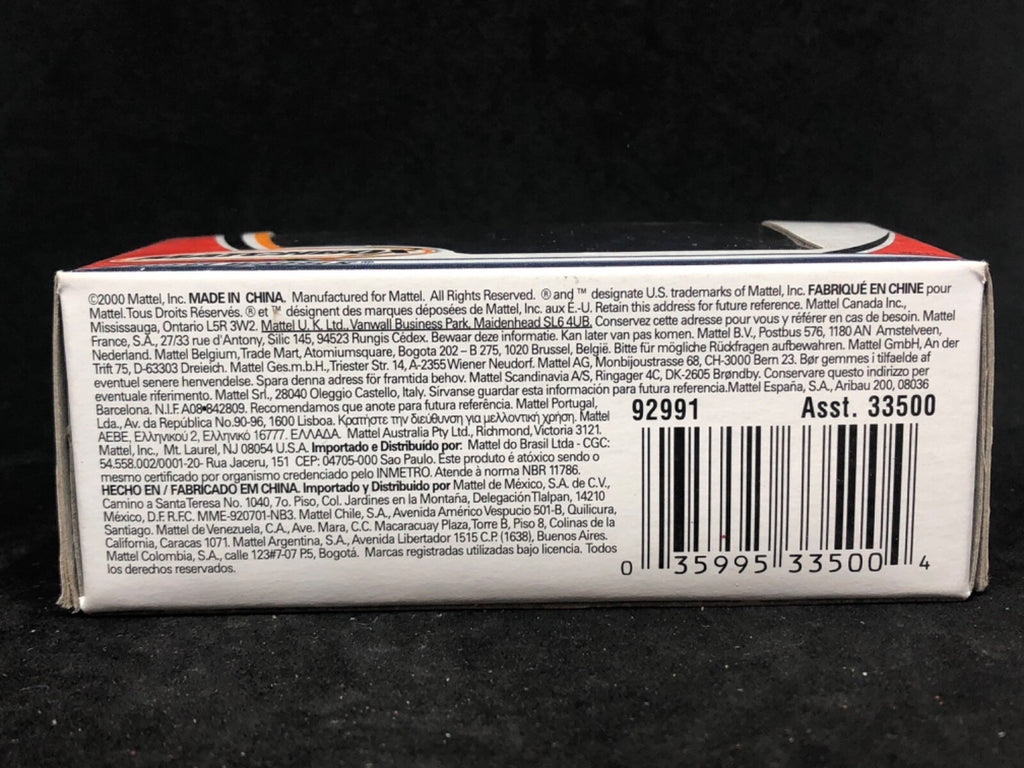 ©2000 Mattel, Inc. MADE IN CHINA. Manufactured for Mattel. All Rights Reserved. ® and ™ designate U.S. trademarks of Mattel, Inc. FABRIQUÉ EN CHINE pour
Mattel. Tous Droits Réservés. ® et ™ désignent des marques déposées de Mattel, Inc. aux É.-U. Retain this address for future reference. Mattel Canada Inc.,
Mississauga, Ontario L5R 3W2. Mattel U. K. Ltd., Vanwall Business Park, Maidenhead SL6 4UB. Conservez cette adresse pour vous y référer en cas de besoin. Mattel
France, S.A., 27/33 rue d'Antony, Silic 145, 94523 Rungis Cédex. Bewaar deze informatie. Kan later van pas komen. Mattel B.V., Postbus 576, 1180 AN Amstelveen,
Nederland. Mattel Belgium, Trade Mart, Atomiumsquare, Bogota 202 – B 275, 1020 Brussel, België. Bitte für mögliche Rückfragen aufbewahren. Mattel GmbH, An der
Trift 75, D-63303 Dreieich. Mattel Ges.m.b.H., Triester Str. 14, A-2355 Wiener Neudorf. Mattel AG, Monbijoustrasse 68, CH-3000 Bern 23. Bør gemmes i tilfælde af
eventuel senere henvendelse. Spara denna adress för framtida behov. Mattel Scandinavia A/S, Ringager 4C, DK-2605 Brøndby. Conservare questo indirizzo per
eventuale riferimento. Mattel Srl., 28040 Oleggio Castello, Italy. Sirvanse guardar esta información para futura referencia. Mattel España, S.A., Aribau 200, 08036
Barcelona. N.I.F. A08-842809. Recomendamos que anote para futura referência. Mattel Portugal,
Lda., Av. da República No. 90-96, 1600 Lisboa. Κρατήστε την διεύθυνση για μελλοντική χρήση. Mattel
AEBE, Ελληνικού 2, Ελληνικό 16777. ΕΛΛΑΔΑ. Mattel Australia Pty Ltd., Richmond, Victoria 3121.
Mattel, Inc., Mt. Laurel, NJ 08054 U.S.A. Importado e Distribuído por: Mattel do Brasil Ltda - CGC:
54.558.002/0001-20- Rua Jaceru, 151 CEP: 04705-000 Sao Paulo. Este produto é atóxico sendo o
mesmo certificado por organismo credenciado pelo INMETRO. Atende à norma NBR 11786.
HECHO EN / FABRICADO EM CHINA. Importado y Distribuido por Mattel de México, S.A. de C.V.,
Camino a Santa Teresa No. 1040, 7o. Piso, Col. Jardines en la Montaña, Delegación Tlalpan, 14210
México, D.F. R.F.C. MME-920701-NB3. Mattel Chile, S.A., Avenida Américo Vespucio 501-B, Quilicura,
Santiago. Mattel de Venezuela, C.A., Ave. Mara, C.C. Macaracuay Plaza, Torre B, Piso 8, Colinas de la
California, Caracas 1071. Mattel Argentina, S.A., Avenida Libertador 1515 C.P. (1638), Buenos Aires.
Mattel Colombia, S.A., calle 123#7-07 P.5, Bogotá. Marcas registradas utilizadas bajo licencia. Todos
los derechos reservados.
92991 Asst. 33500
0 35995 33500 4